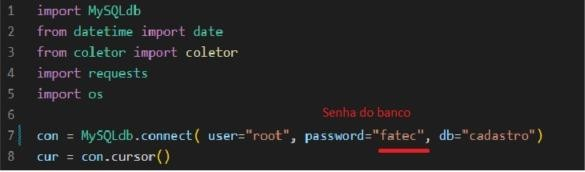 1 import MySQLdb
2 from datetime import date
3 from coletor import coletor
4 import requests
5 import os
6
Senha do banco
7 con = MySQLdb.connect( user="root", password="fatec", db="cadastro")
8 cur = con.cursor()